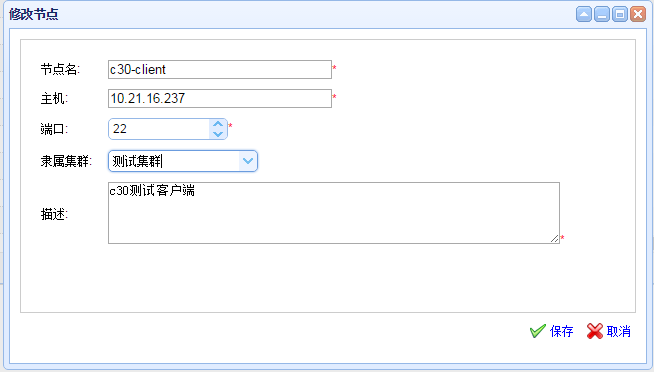 修改节点
节点名: c30-client*
主机: 10.21.16.237*
端口: 22*
隶属集群: 测试集群
描述: c30测试客户端*
保存 取消